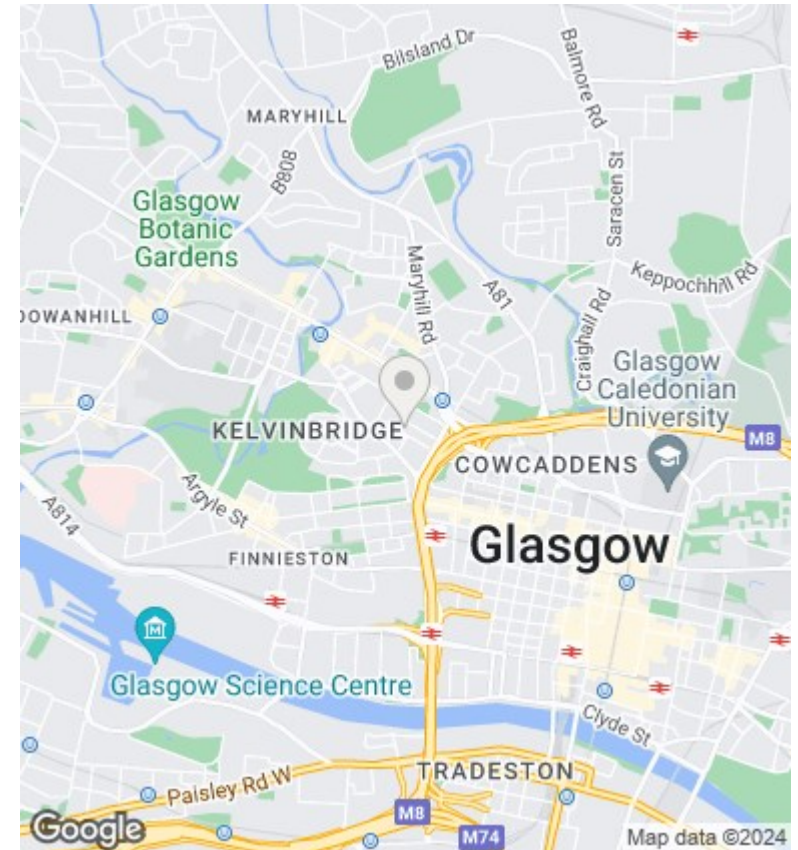 Bilsland Dr
Balmore Rd
MARYHILL
B808
Saracen St
Glasgow
Botanic
Gardens
Maryhill Rd
Keppochhill Rd
A81
DOWANHILL
Craighall Rd
Glasgow
Caledonian
University
KELVINBRIDGE
M8
COWCADDENS
Argyle St
A814
Glasgow
FINNIESTON
Glasgow Science Centre
Clyde St
TRADESTON
Paisley Rd W
M8
M74
Google
Map data ©2024